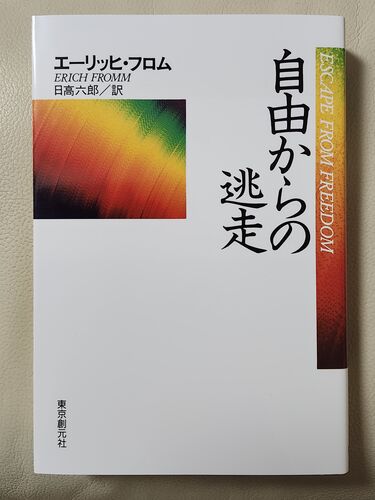 エーリッヒ・フロム
ERICH FROMM
日高六郎／訳
自由からの
逃走
ESCAPE FROM FREEDOM
東京創元社